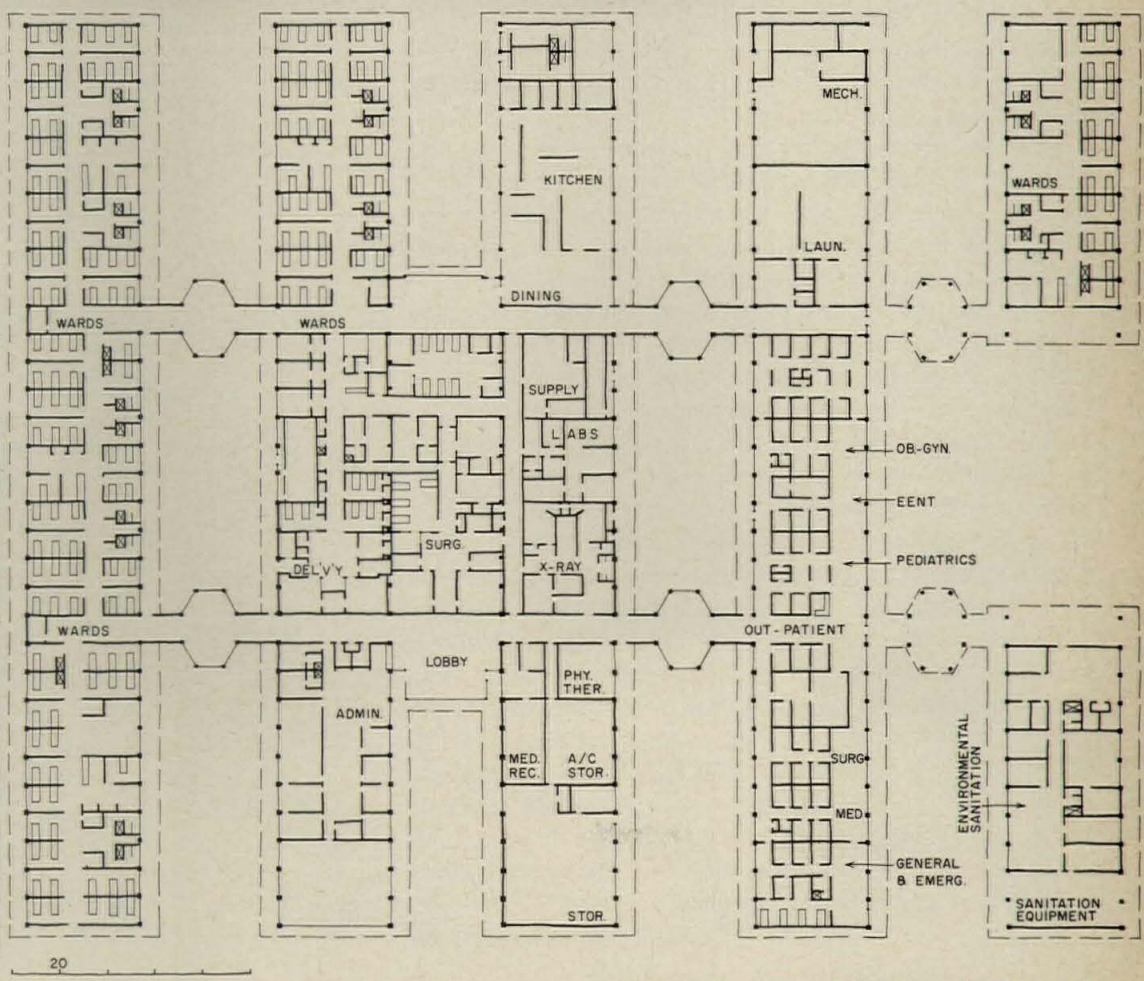 MECH.
KITCHEN
WARDS
LAUN.
DINING
WARDS
WARDS
SUPPLY
LABS
OB.-GYN.
EENT
SURG.
DEL'V'Y.
X-RAY
PEDIATRICS
WARDS
OUT-PATIENT
LOBBY
PHY.
THER.
ADMIN.
MED.
REC.
A/C
STOR.
SURG
MED
ENVIRONMENTAL
SANITATION
GENERAL
& EMERG.
STOR.
SANITATION
EQUIPMENT
20